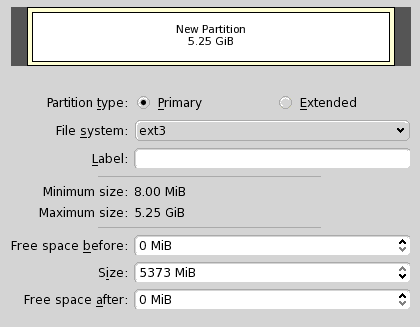 New Partition
5.25 GiB
Partition type: Primary Extended
File system: ext3
Label:
Minimum size: 8.00 MiB
Maximum size: 5.25 GiB
Free space before: 0 MiB
Size: 5373 MiB
Free space after: 0 MiB